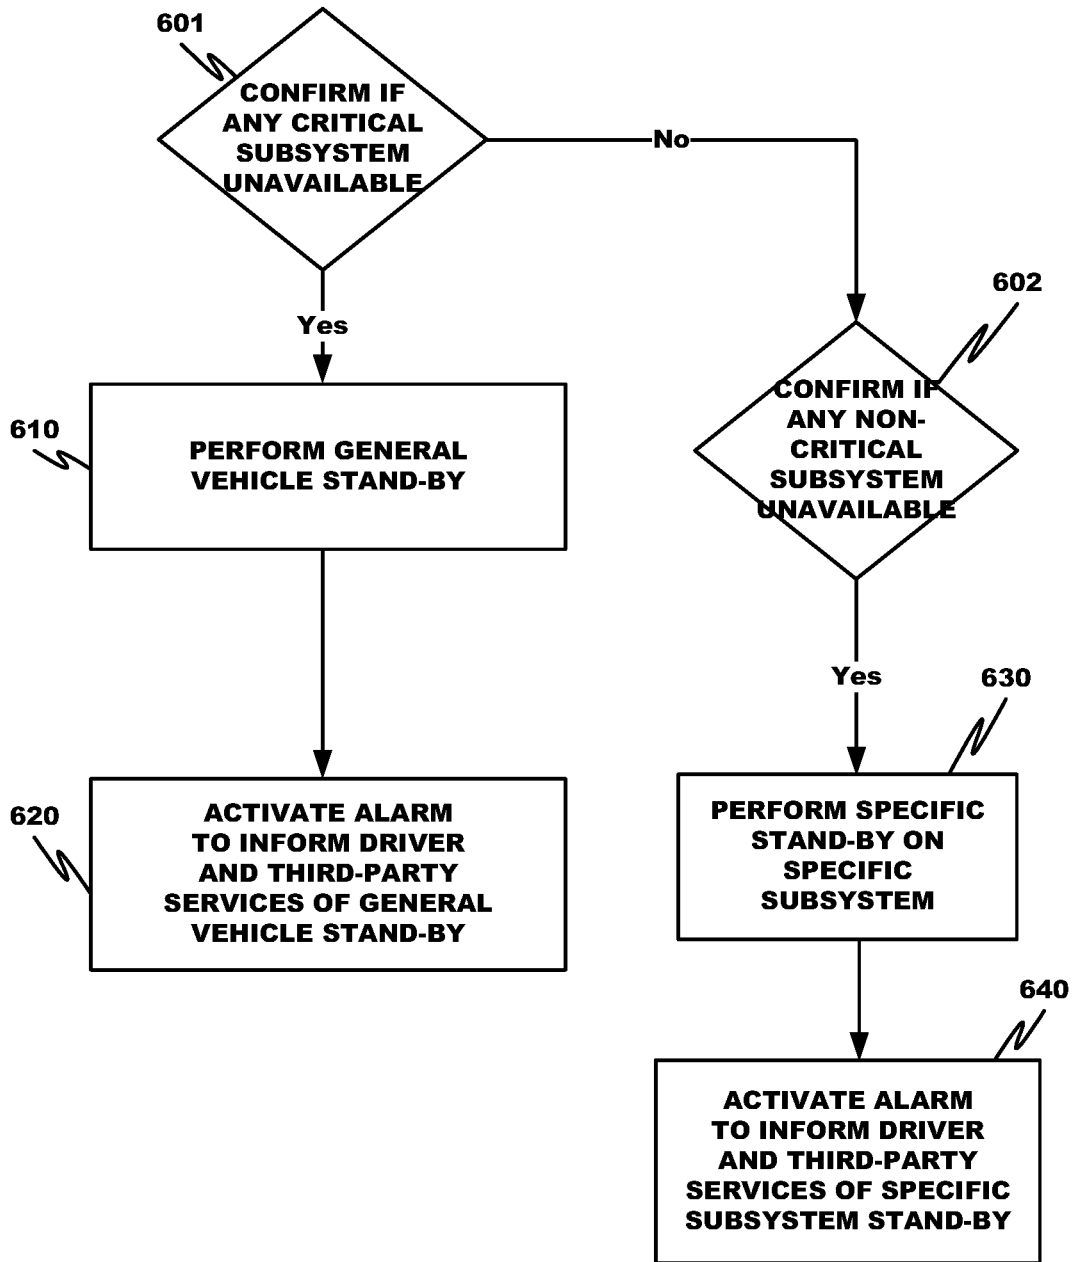 601
CONFIRM IF
ANY CRITICAL
SUBSYSTEM
UNAVAILABLE
No
Yes
602
CONFIRM IF
ANY NON-
CRITICAL
SUBSYSTEM
UNAVAILABLE
610
PERFORM GENERAL
VEHICLE STAND-BY
Yes
630
620
ACTIVATE ALARM
TO INFORM DRIVER
AND THIRD-PARTY
SERVICES OF GENERAL
VEHICLE STAND-BY
PERFORM SPECIFIC
STAND-BY ON
SPECIFIC
SUBSYSTEM
640
ACTIVATE ALARM
TO INFORM DRIVER
AND THIRD-PARTY
SERVICES OF SPECIFIC
SUBSYSTEM STAND-BY